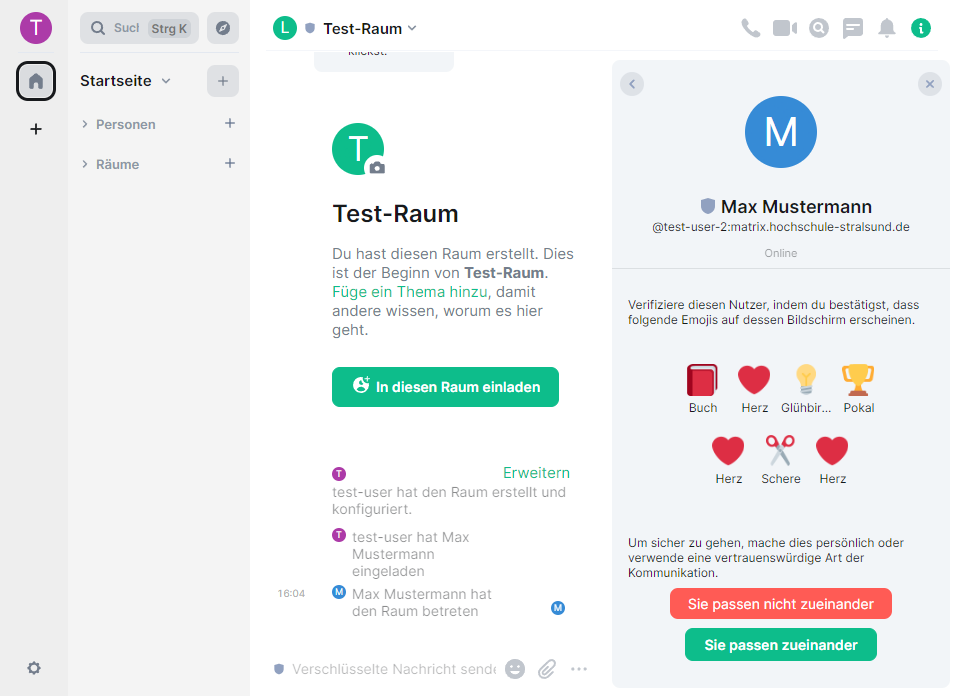 T
Sucl
Strg K
Startseite
Personen
Räume
L
Test-Raum
klickst.
T
Test-Raum
Du hast diesen Raum erstellt. Dies
ist der Beginn von Test-Raum.
Füge ein Thema hinzu, damit
andere wissen, worum es hier
geht.
In diesen Raum einladen
T
Erweitern
test-user hat den Raum erstellt und
konfiguriert.
T
test-user hat Max
Mustermann
eingeladen
16:04
M
Max Mustermann hat
den Raum betreten
M
Verschlüsselte Nachricht sende
M
Max Mustermann
@test-user-2:matrix.hochschule-stralsund.de
Online
Verifiziere diesen Nutzer, indem du bestätigst, dass
folgende Emojis auf dessen Bildschirm erscheinen.
Buch Herz Glühbir... Pokal
Herz Schere Herz
Um sicher zu gehen, mache dies persönlich oder
verwende eine vertrauenswürdige Art der
Kommunikation.
Sie passen nicht zueinander
Sie passen zueinander